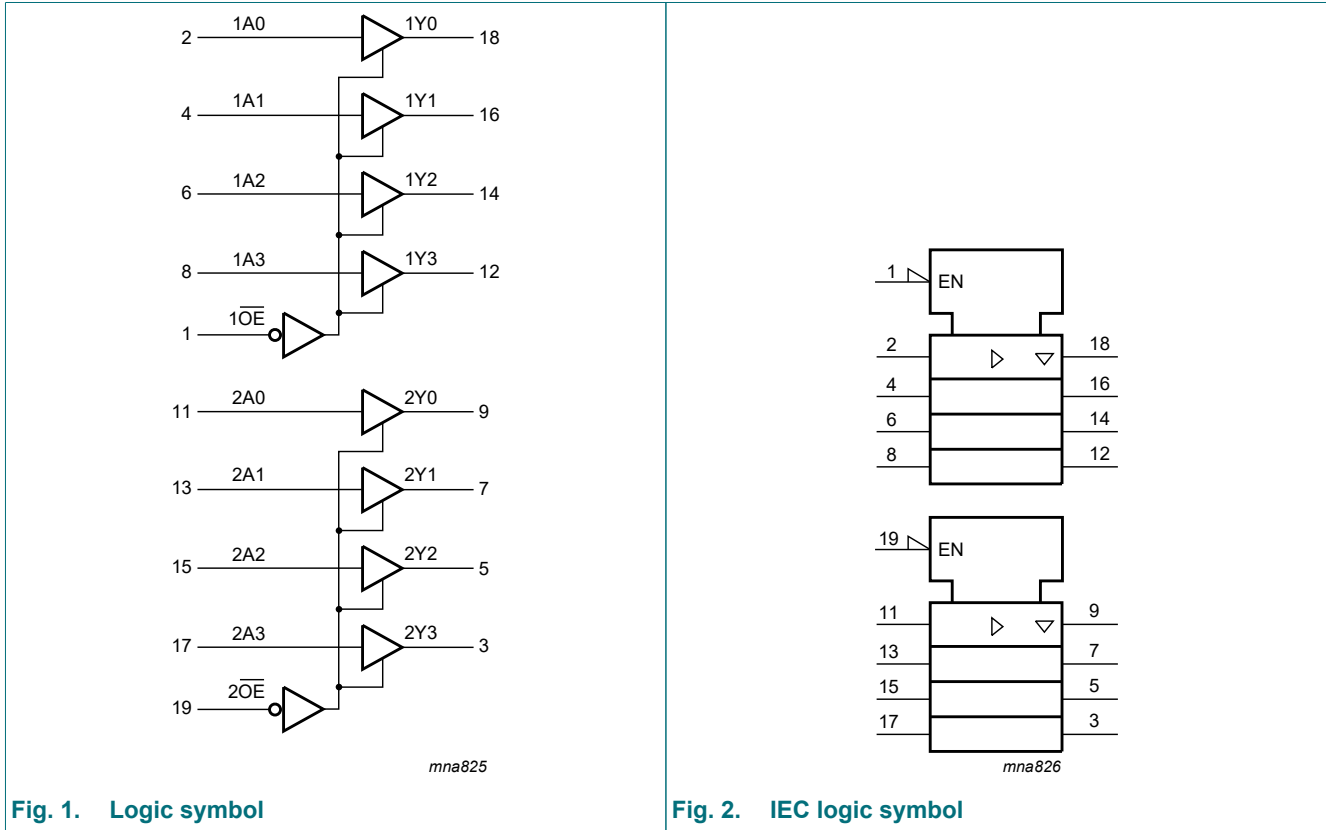 2 1A0 1Y0 18
4 1A1 1Y1 16
6 1A2 1Y2 14
8 1A3 1Y3 12
1 1O̅E̅
11 2A0 2Y0 9
13 2A1 2Y1 7
15 2A2 2Y2 5
17 2A3 2Y3 3
19 2O̅E̅
mna825
Fig. 1. Logic symbol
1 EN
2 18
4 16
6 14
8 12
19 EN
11 9
13 7
15 5
17 3
mna826
Fig. 2. IEC logic symbol